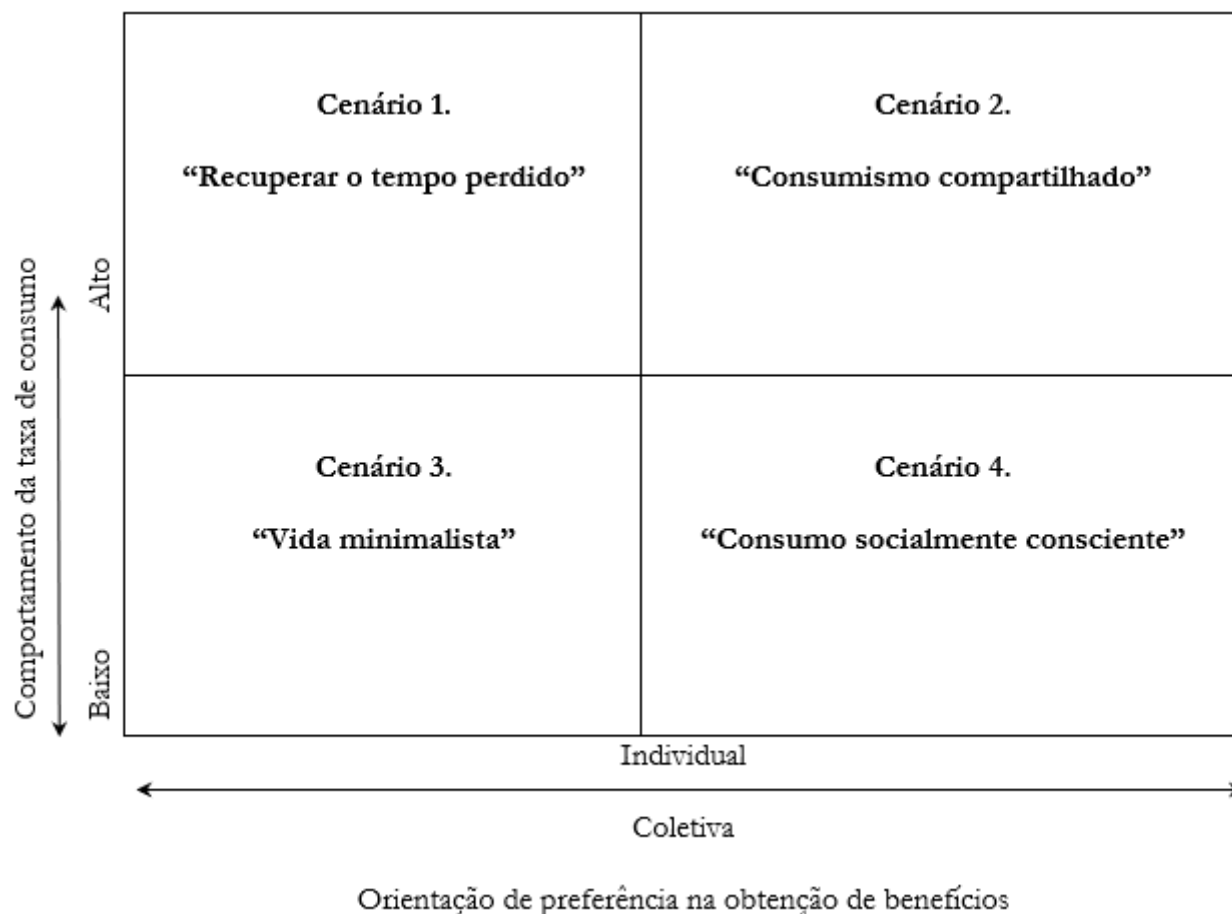 Cenário 1.
“Recuperar o tempo perdido”
Cenário 2.
“Consumismo compartilhado”
Comportamento da taxa de consumo
Alto
Baixo
Cenário 3.
“Vida minimalista”
Cenário 4.
“Consumo socialmente consciente”
Individual
Coletiva
Orientação de preferência na obtenção de benefícios